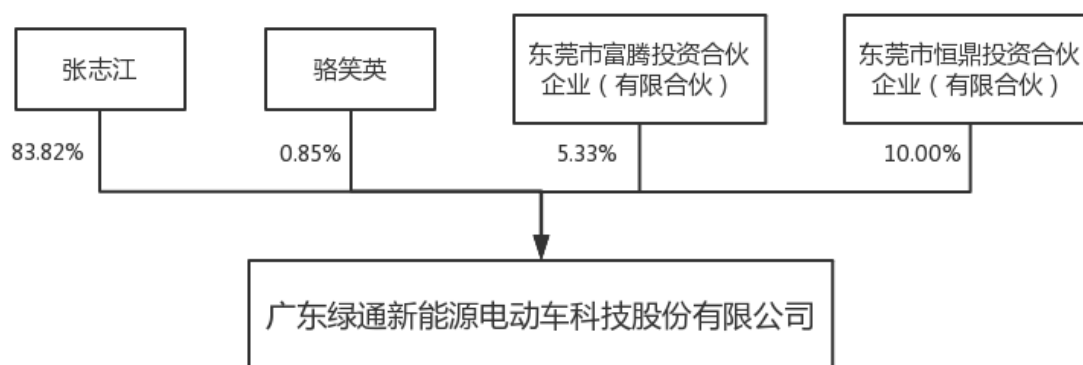 张志江
骆笑英
东莞市富腾投资合伙
企业（有限合伙）
东莞市恒鼎投资合伙
企业（有限合伙）
83.82%
0.85%
5.33%
10.00%
广东绿通新能源电动车科技股份有限公司